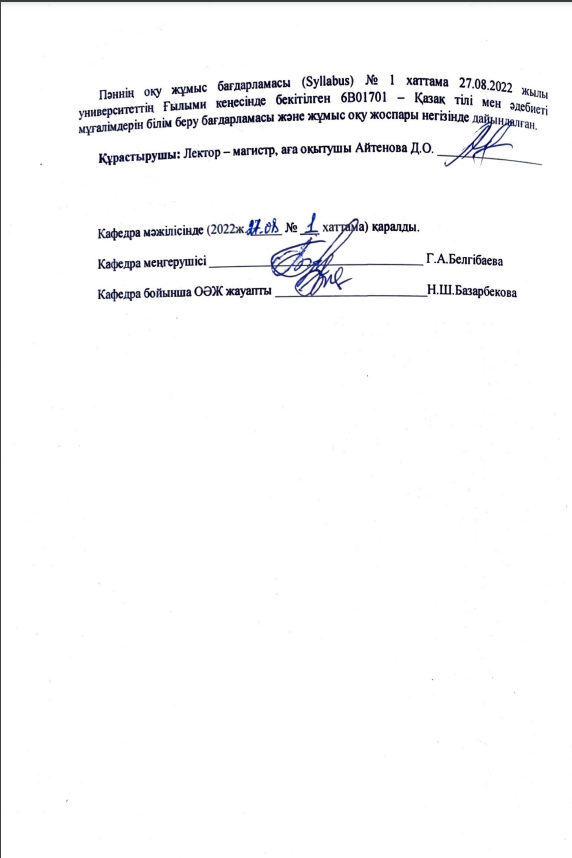 Пәннің оқу жұмыс бағдарламасы (Syllabus) № 1 хаттама 27.08.2022 жылы
университеттің Ғылыми кеңесінде бекітілген 6В01701 – Қазақ тілі мен әдебиеті
мұғалімдерін білім беру бағдарламасы және жұмыс оқу жоспары негізінде дайындалған.
Құрастырушы: Лектор – магистр, аға оқытушы Айтенова Д.О.
Кафедра мәжілісінде (2022ж.27.08 № 1 хаттама) қаралды.
Кафедра меңгерушісі Г.А.Белгібаева
Кафедра бойынша ОӘЖ жауапты Н.Ш.Базарбекова